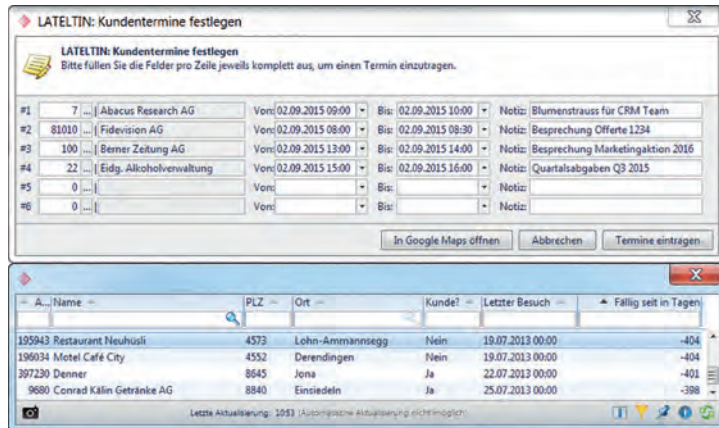 LATELTIN: Kundentermine festlegen
LATELTIN: Kundentermine festlegen
Bitte füllen Sie die Felder pro Zeile jeweils komplett aus, um einen Termin einzutragen.
#1 7 ... Abacus Research AG Von: 02.09.2015 09:00 Bis: 02.09.2015 10:00 Notiz: Blumenstrauss für CRM Team
#2 81010 ... Fidevision AG Von: 02.09.2015 08:00 Bis: 02.09.2015 08:30 Notiz: Besprechung Offerte 1234
#3 100 ... Berner Zeitung AG Von: 02.09.2015 13:00 Bis: 02.09.2015 14:00 Notiz: Besprechung Marketingaktion 2016
#4 22 ... Eidg. Alkoholverwaltung Von: 02.09.2015 15:00 Bis: 02.09.2015 16:00 Notiz: Quartalsabgaben Q3 2015
#5 0 ... Von: Bis: Notiz:
#6 0 ... Von: Bis: Notiz:
In Google Maps öffnen Abbrechen Termine eintragen
A... Name PLZ Ort Kunde? Letzter Besuch Fällig seit in Tagen
195943 Restaurant Neuhüsli 4573 Lohn-Ammannsegg Nein 19.07.2013 00:00 -404
196034 Motel Café City 4552 Derendingen Nein 19.07.2013 00:00 -404
397230 Denner 8645 Jona Ja 22.07.2013 00:00 -401
9680 Conrad Kälin Getränke AG 8840 Einsiedeln Ja 25.07.2013 00:00 -398
Letzte Aktualisierung: 10:53 (Automatische Aktualisierung nicht möglich)